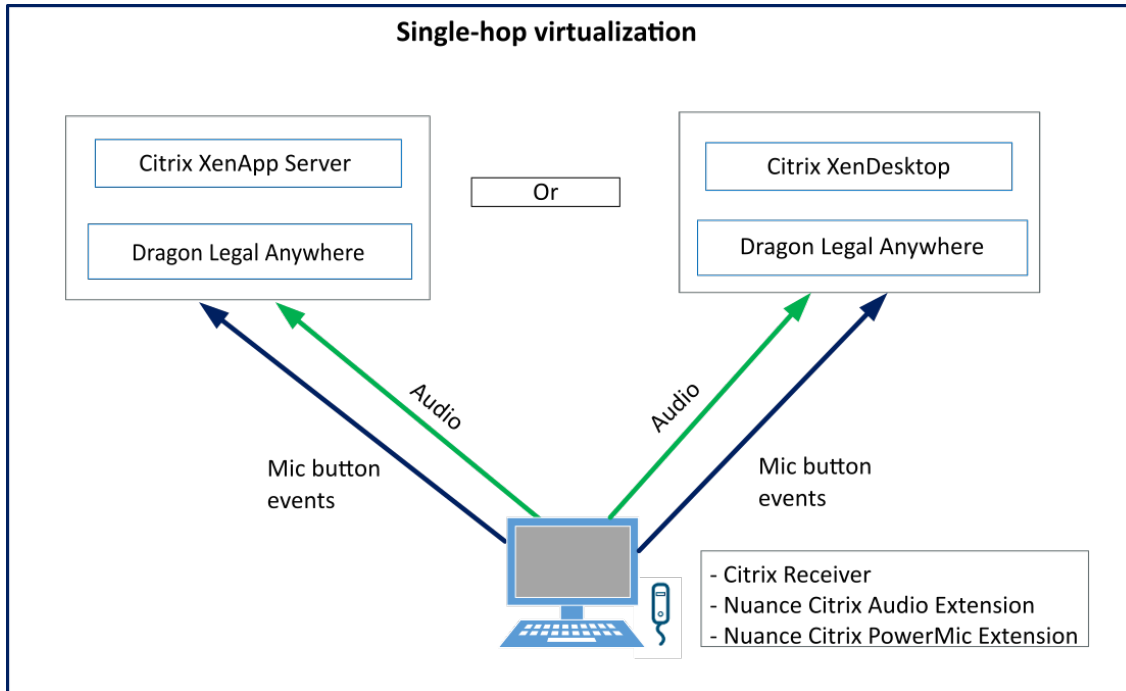 Single-hop virtualization
Citrix XenApp Server
Dragon Legal Anywhere
Or
Citrix XenDesktop
Dragon Legal Anywhere
Audio
Mic button
events
Audio
Mic button
events
- Citrix Receiver
- Nuance Citrix Audio Extension
- Nuance Citrix PowerMic Extension